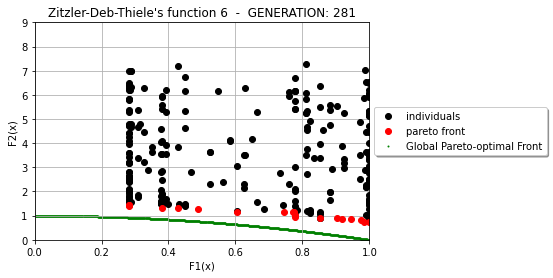 Zitzler-Deb-Thiele's function 6 - GENERATION: 281
9
8
7
6
5
4
3
2
1
0
F2(x)
0.0 0.2 0.4 0.6 0.8 1.0
F1(x)
individuals
pareto front
Global Pareto-optimal Front